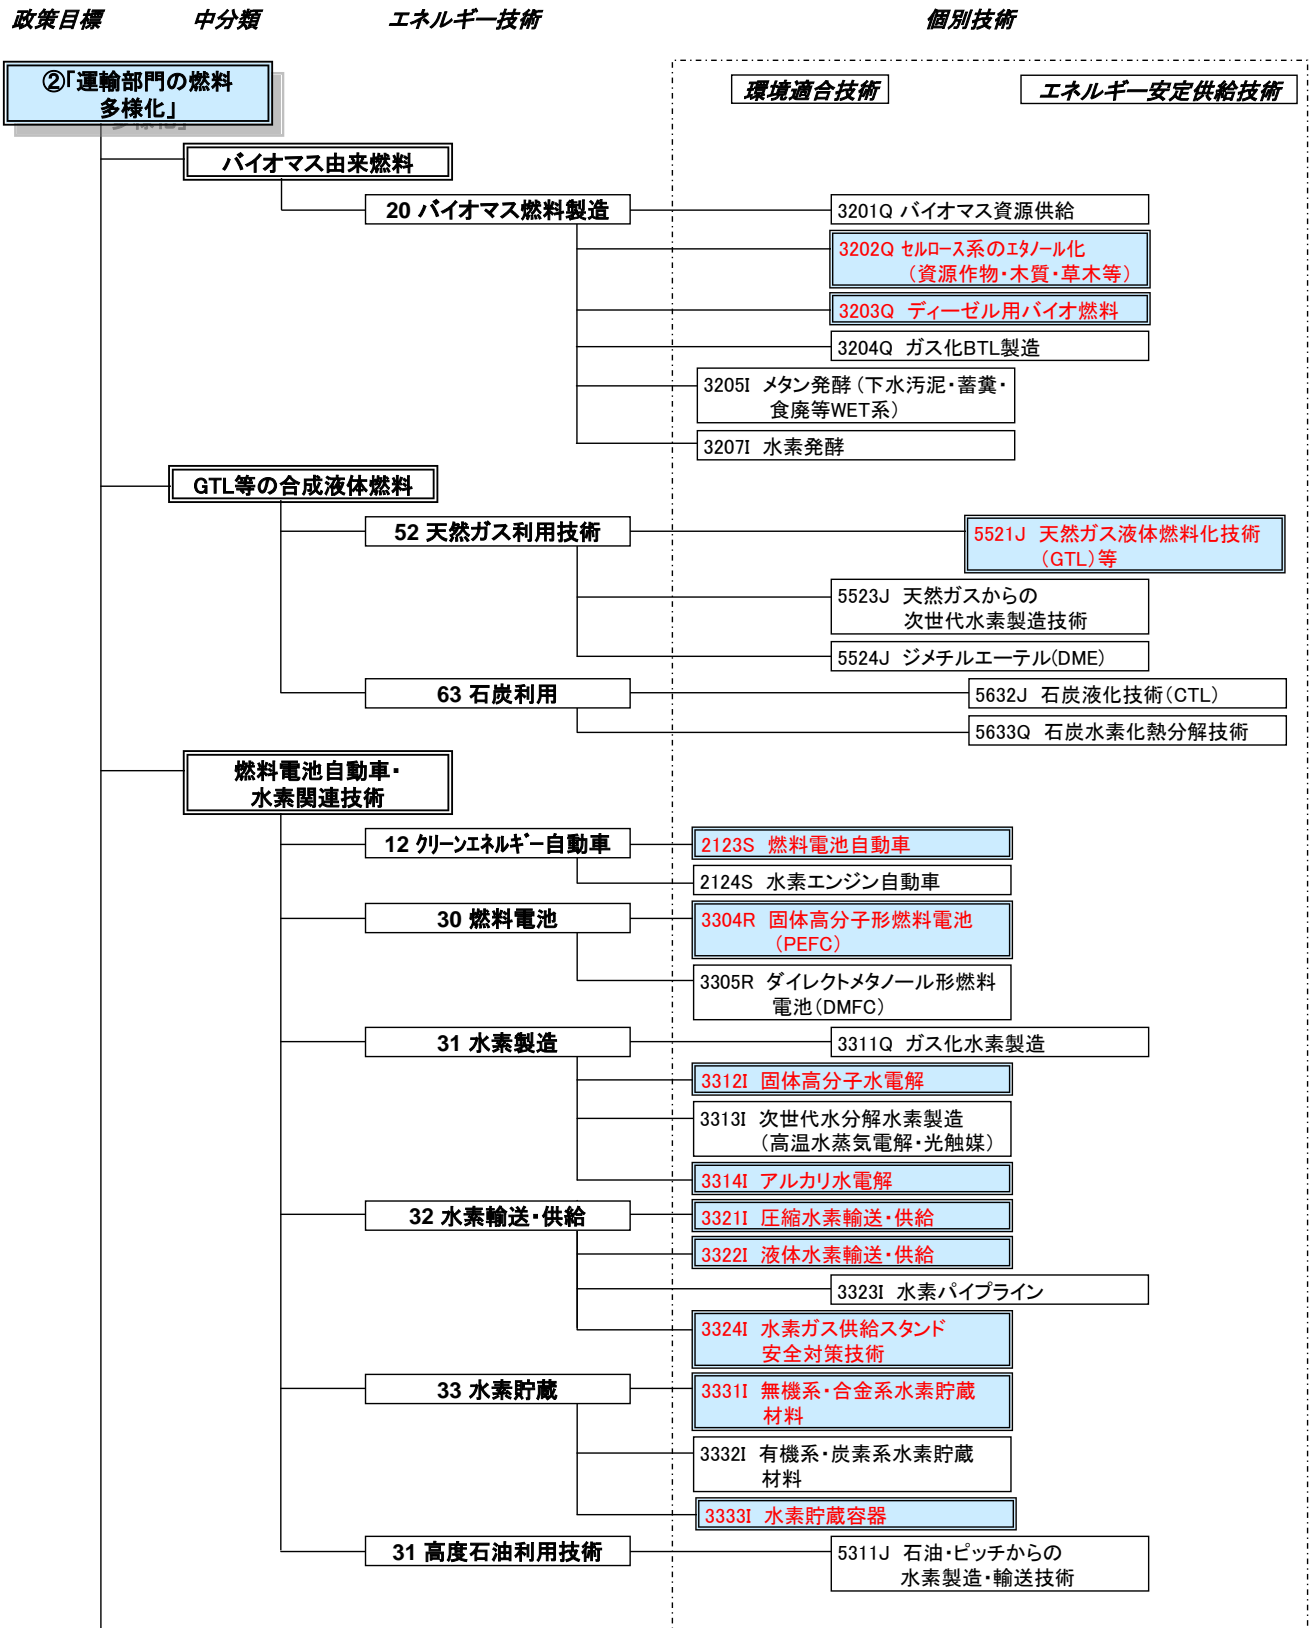 政策目標 中分類 エネルギー技術 個別技術
②「運輸部門の燃料
多様化」
環境適合技術 エネルギー安定供給技術
バイオマス由来燃料
20 バイオマス燃料製造
3201Q バイオマス資源供給
3202Q セルロース系のエタノール化
（資源作物・木質・草木等）
3203Q ディーゼル用バイオ燃料
3204Q ガス化BTL製造
3205I メタン発酵（下水汚泥・蓄糞・
食廃等WET系）
3207I 水素発酵
GTL等の合成液体燃料
52 天然ガス利用技術
5521J 天然ガス液体燃料化技術
（GTL）等
5523J 天然ガスからの
次世代水素製造技術
5524J ジメチルエーテル(DME)
63 石炭利用
5632J 石炭液化技術（CTL）
5633Q 石炭水素化熱分解技術
燃料電池自動車・
水素関連技術
12 クリーンエネルギー自動車
2123S 燃料電池自動車
2124S 水素エンジン自動車
30 燃料電池
3304R 固体高分子形燃料電池
（PEFC）
3305R ダイレクトメタノール形燃料
電池（DMFC）
31 水素製造
3311Q ガス化水素製造
3312I 固体高分子水電解
3313I 次世代水分解水素製造
（高温水蒸気電解・光触媒）
3314I アルカリ水電解
32 水素輸送・供給
3321I 圧縮水素輸送・供給
3322I 液体水素輸送・供給
3323I 水素パイプライン
3324I 水素ガス供給スタンド
安全対策技術
33 水素貯蔵
3331I 無機系・合金系水素貯蔵
材料
3332I 有機系・炭素系水素貯蔵
材料
3333I 水素貯蔵容器
31 高度石油利用技術
5311J 石油・ピッチからの
水素製造・輸送技術